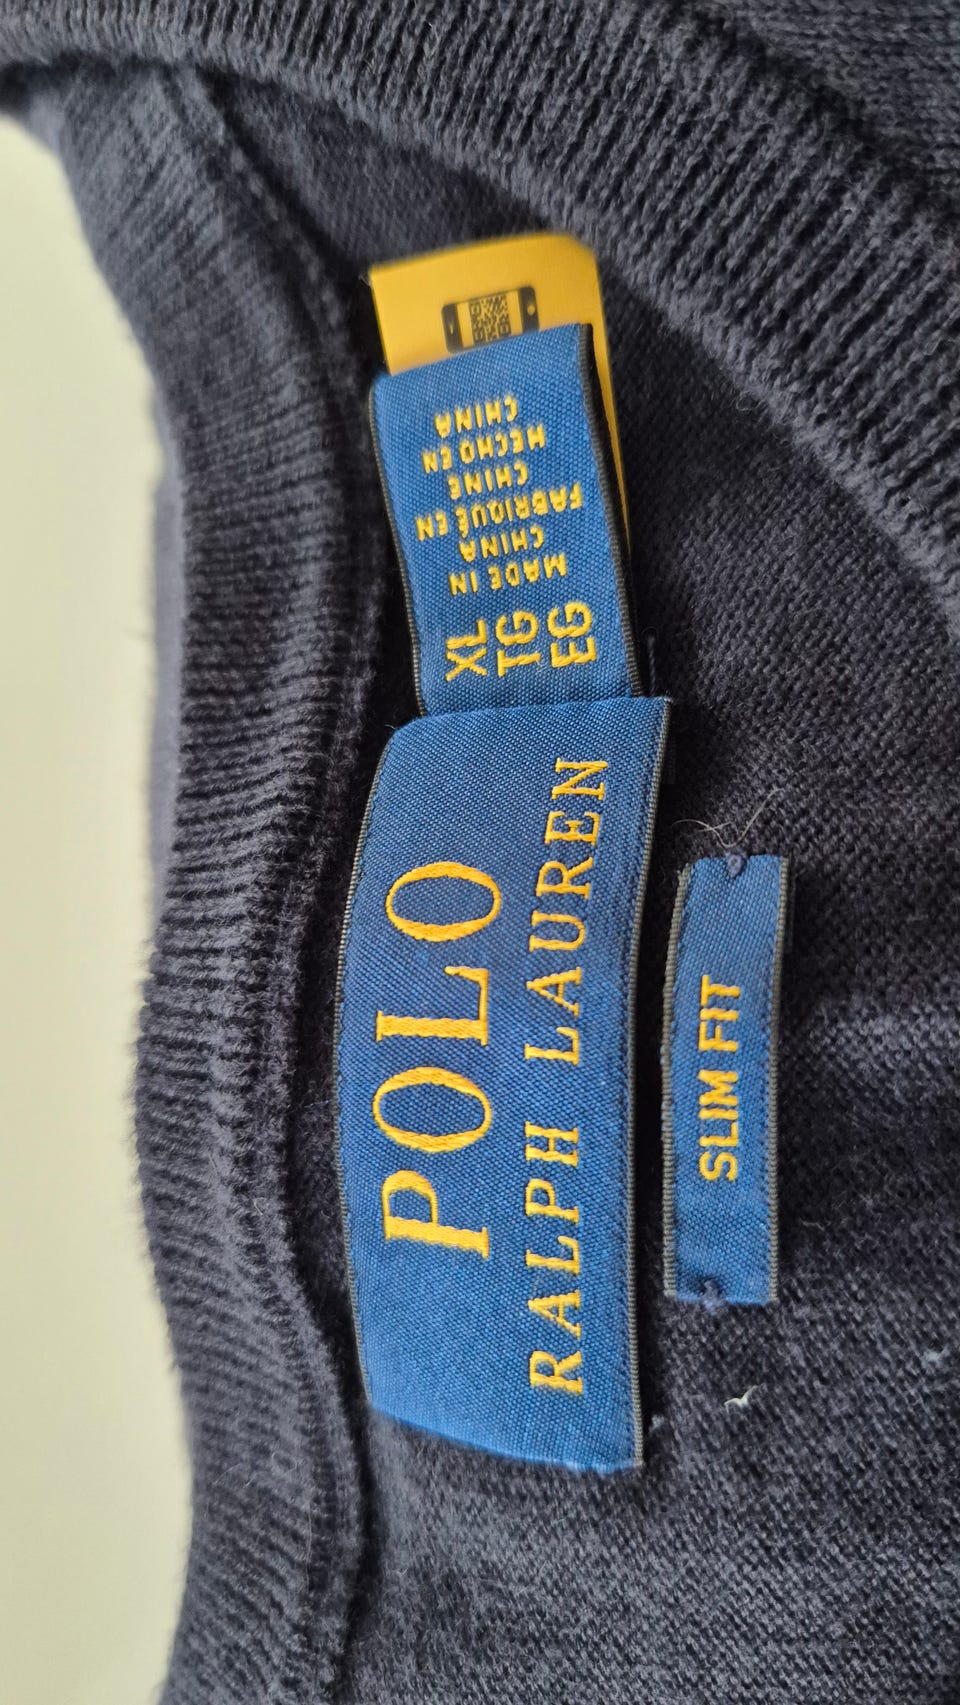 POLO
RALPH LAUREN
XL
TG
EG
MADE IN
CHINA
FABRIQUÉ EN
CHINE
HECHO EN
CHINA
SLIM FIT